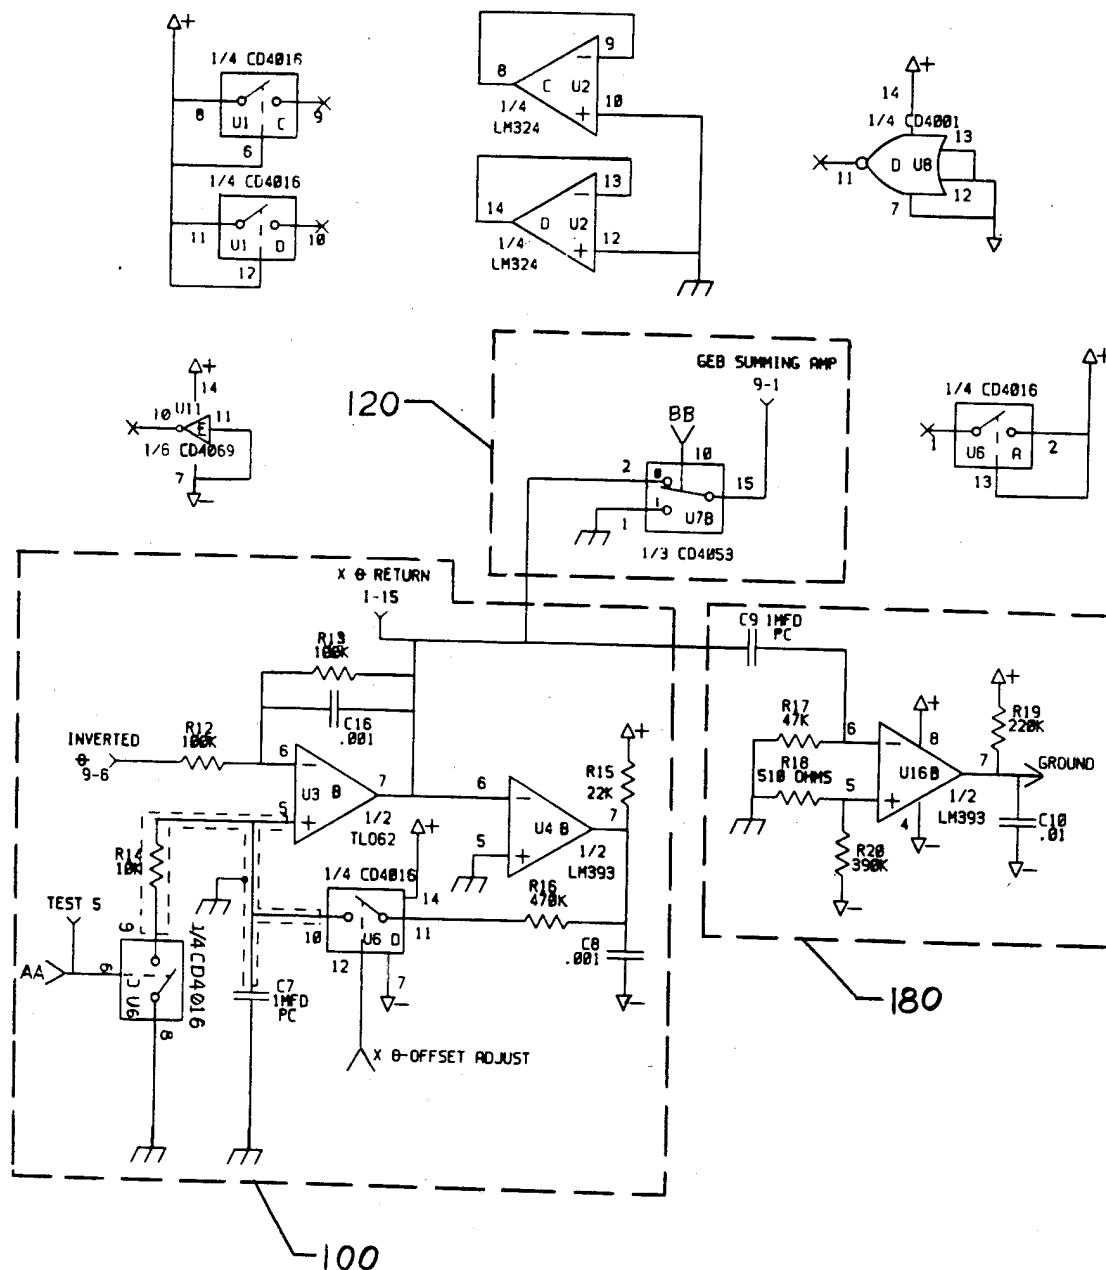 +
1/4 CD4016
8
U1 C
9
6
1/4 CD4016
11
U1 D
10
12
9
8
C U2
10
1/4
LM324
13
14
D U2
12
1/4
LM324
+
14
1/4 CD4001
13
11
D U8
12
7
+
14
U11
10
11
E
1/6 CD4069
7
120
GEB SUMMING AMP
9-1
BB
10
2
0
15
1
1
U7B
1/3 CD4053
+
1/4 CD4016
1
U6 A
2
13
X θ RETURN
1-15
R13
100K
C16
.001
INVERTED
θ
9-6
R12
100K
6
U3 B
7
5
1/2
TL062
R14
10K
TEST 5
9
AA
6
C U6
8
1/4 CD4016
C7
1MFD
PC
1/4 CD4016
+
14
10
U6 D
11
12
7
X θ-OFFSET ADJUST
6
U4 B
7
5
1/2
LM393
+
R15
22K
R16
470K
C8
.001
100
C9 1MFD
PC
R17
47K
R18
510 OHMS
6
+
8
U16 B
7
5
1/2
LM393
4
R20
390K
+
R19
220K
GROUND
C10
.01
180